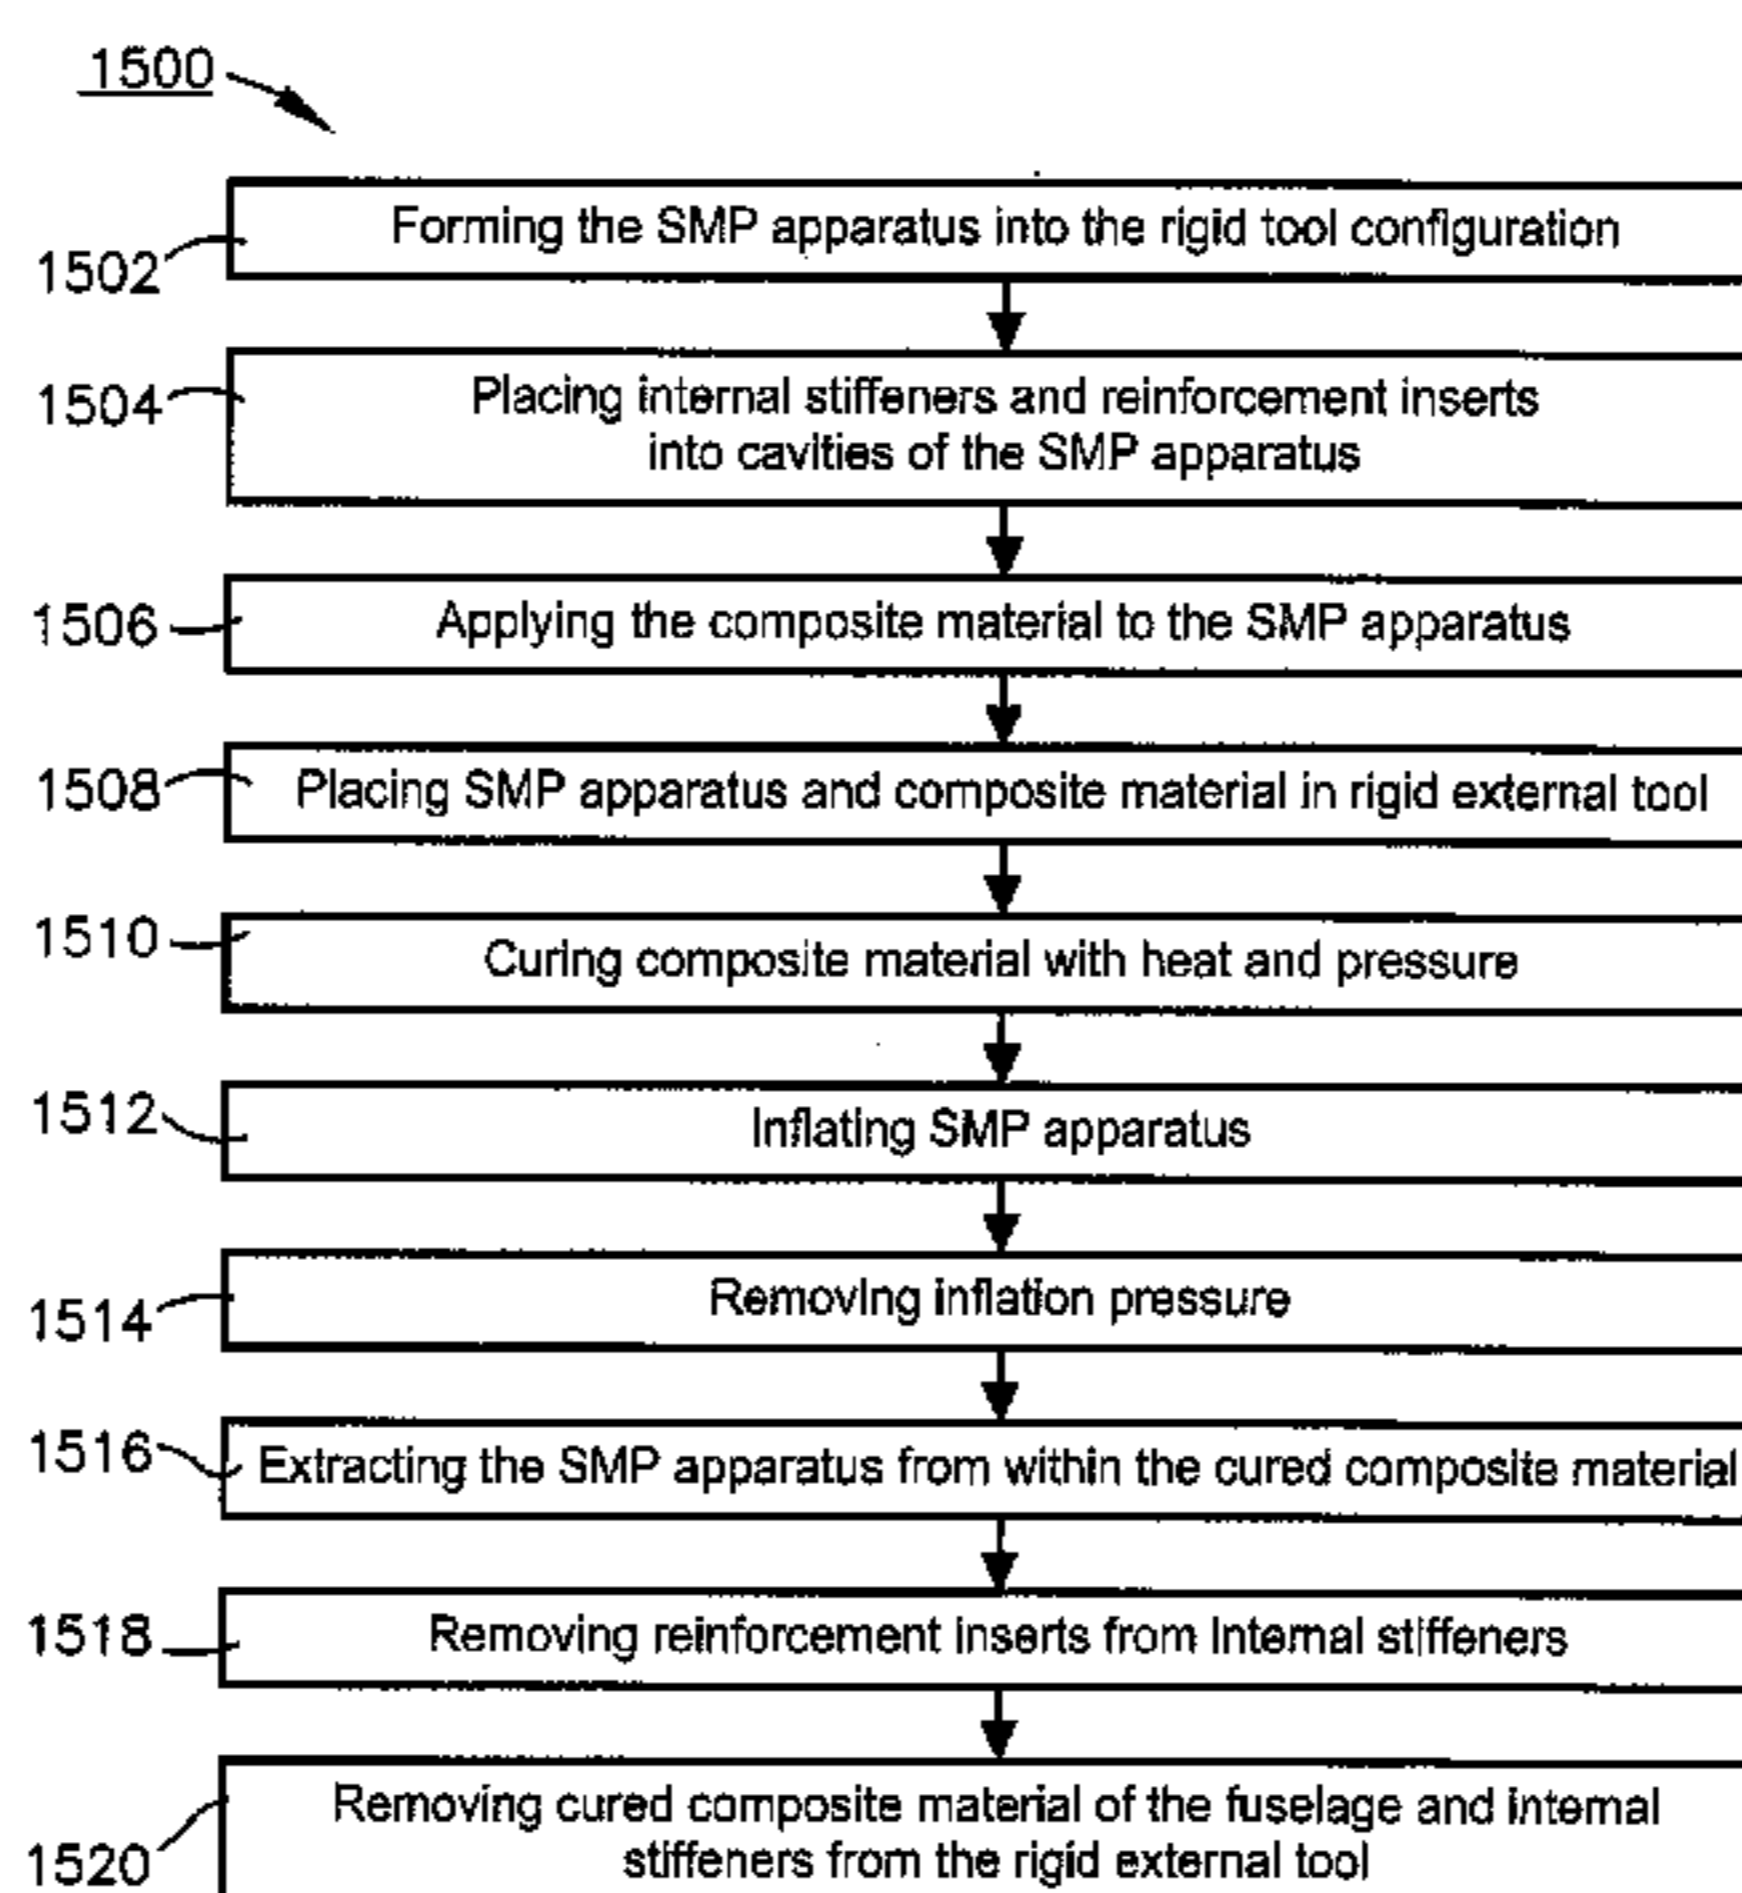 1500
1502 Forming the SMP apparatus into the rigid tool configuration
1504 Placing internal stiffeners and reinforcement inserts
into cavities of the SMP apparatus
1506 Applying the composite material to the SMP apparatus
1508 Placing SMP apparatus and composite material in rigid external tool
1510 Curing composite material with heat and pressure
1512 Inflating SMP apparatus
1514 Removing inflation pressure
1516 Extracting the SMP apparatus from within the cured composite material
1518 Removing reinforcement inserts from internal stiffeners
1520 Removing cured composite material of the fuselage and internal
stiffeners from the rigid external tool